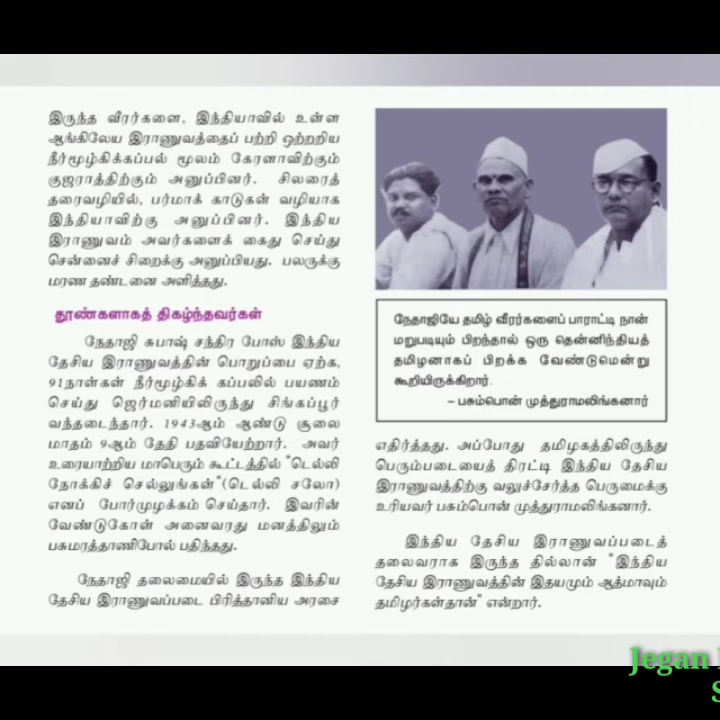 இருந்த வீரர்களை, இந்தியாவில் உள்ள
ஆங்கிலேய இராணுவத்தைப் பற்றி ஒற்றறிய
நீர்மூழ்கிக்கப்பல் மூலம் கேரளாவிற்கும்
குஜராத்திற்கும் அனுப்பினர். சிலரைத்
தரைவழியில், பர்மாக் காடுகள் வழியாக
இந்தியாவிற்கு அனுப்பினர். இந்திய
இராணுவம் அவர்களைக் கைது செய்து
சென்னைச் சிறைக்கு அனுப்பியது. பலருக்கு
மரண தண்டனை அளித்தது.
தூண்களாகத் திகழ்ந்தவர்கள்
நேதாஜி சுபாஷ் சந்திர போஸ் இந்திய
தேசிய இராணுவத்தின் பொறுப்பை ஏற்க,
91நாள்கள் நீர்மூழ்கிக் கப்பலில் பயணம்
செய்து ஜெர்மனியிலிருந்து சிங்கப்பூர்
வந்தடைந்தார். 1943ஆம் ஆண்டு சூலை
மாதம் 9ஆம் தேதி பதவியேற்றார். அவர்
உரையாற்றிய மாபெரும் கூட்டத்தில் "டெல்லி
நோக்கிச் செல்லுங்கள்"(டெல்லி சலோ)
எனப் போர்முழக்கம் செய்தார். இவரின்
வேண்டுகோள் அனைவரது மனத்திலும்
பசுமரத்தாணிபோல் பதிந்தது.
நேதாஜி தலைமையில் இருந்த இந்திய
தேசிய இராணுவப்படை பிரித்தானிய அரசை
நேதாஜியே தமிழ் வீரர்களைப் பாராட்டி நான்
மறுபடியும் பிறந்தால் ஒரு தென்னிந்தியத்
தமிழனாகப் பிறக்க வேண்டுமென்று
கூறியிருக்கிறார்.
– பசும்பொன் முத்துராமலிங்கனார்
எதிர்த்தது. அப்போது தமிழகத்திலிருந்து
பெரும்படையைத் திரட்டி இந்திய தேசிய
இராணுவத்திற்கு வலுச்சேர்த்த பெருமைக்கு
உரியவர் பசும்பொன் முத்துராமலிங்கனார்.
இந்திய தேசிய இராணுவப்படைத்
தலைவராக இருந்த தில்லான் "இந்திய
தேசிய இராணுவத்தின் இதயமும் ஆத்மாவும்
தமிழர்கள்தான்" என்றார்.
Jegan